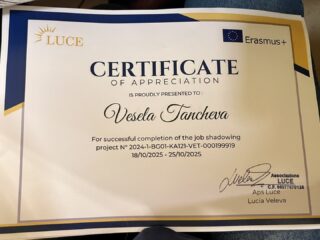 LUCE
Erasmus+
CERTIFICATE
OF APPRECIATION
IS PROUDLY PRESENTED TO :
Vesela Tancheva
For successful completion of the job shadowing
project N° 2024-1-BG01-KA121-VET-000199919
18/10/2025 - 25/10/2025
Associazione
LUCE
Aps Luce
Lucia Veleva